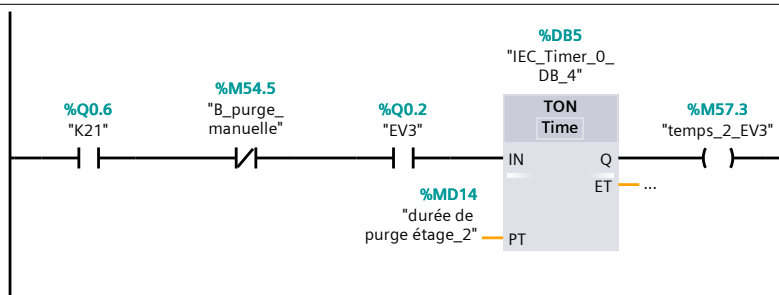 %DB5
"IEC_Timer_0_
DB_4"
%Q0.6
"K21"
%M54.5
"B_purge_
manuelle"
%Q0.2
"EV3"
TON
Time
%M57.3
"temps_2_EV3"
IN
Q
ET
...
%MD14
"durée de
purge étage_2"
PT